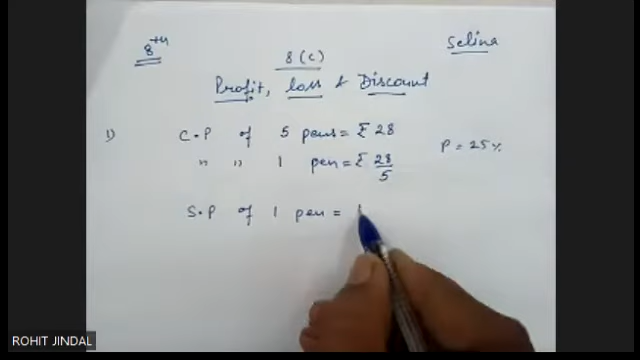 8th
Selina
8(c)
Profit, loss & Discount
1) C.P of 5 pens = ₹ 28
" " 1 pen = ₹ 28/5
P = 25%
S.P of 1 pen =
ROHIT JINDAL